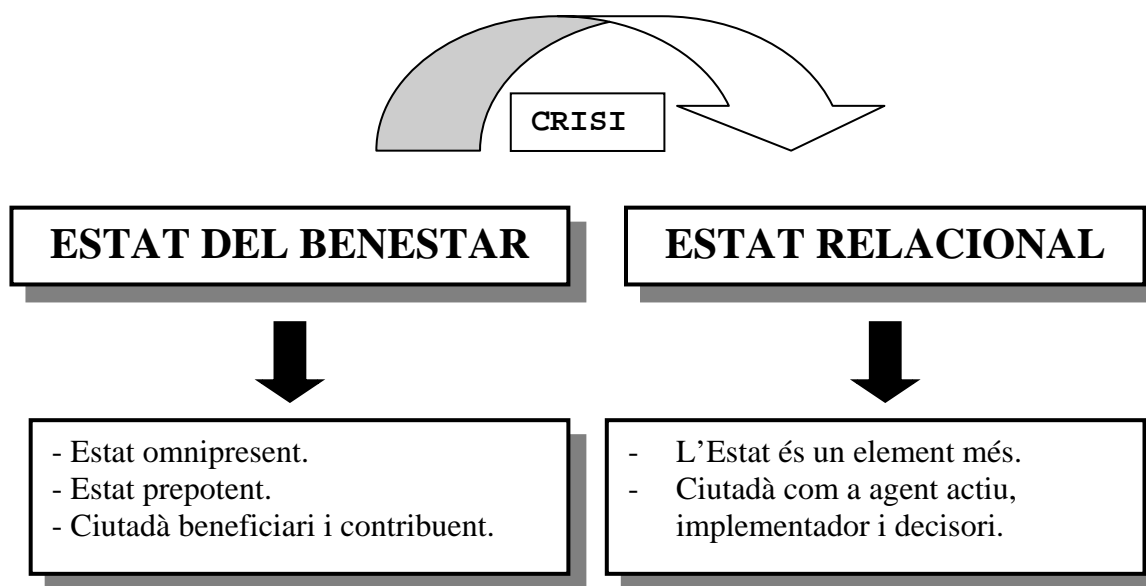 CRISI
ESTAT DEL BENESTAR
ESTAT RELACIONAL
- Estat omnipresent.
- Estat prepotent.
- Ciutadà beneficiari i contribuent.
- L’Estat és un element més.
- Ciutadà com a agent actiu,
implementador i decisori.